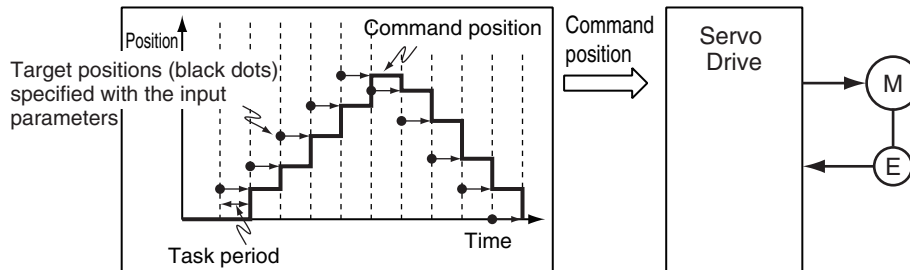 Position
Command position
Target positions (black dots)
specified with the input
parameters
Task period
Time
Command
position
Servo
Drive
M
E